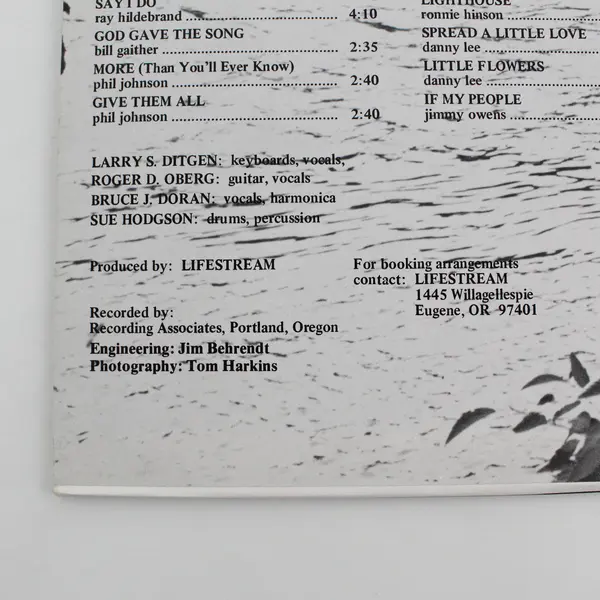 SAY I DO
ray hildebrand 4:10
GOD GAVE THE SONG
bill gaither 2:35
MORE (Than You'll Ever Know)
phil johnson 2:40
GIVE THEM ALL
phil johnson 2:40
LIGHTHOUSE
ronnie hinson
SPREAD A LITTLE LOVE
danny lee
LITTLE FLOWERS
danny lee
IF MY PEOPLE
jimmy owens
LARRY S. DITGEN: keyboards, vocals,
ROGER D. OBERG: guitar, vocals
BRUCE J. DORAN: vocals, harmonica
SUE HODGSON: drums, percussion
Produced by: LIFESTREAM
Recorded by:
Recording Associates, Portland, Oregon
Engineering: Jim Behrendt
Photography: Tom Harkins
For booking arrangements
contact: LIFESTREAM
1445 Willagellespie
Eugene, OR 97401